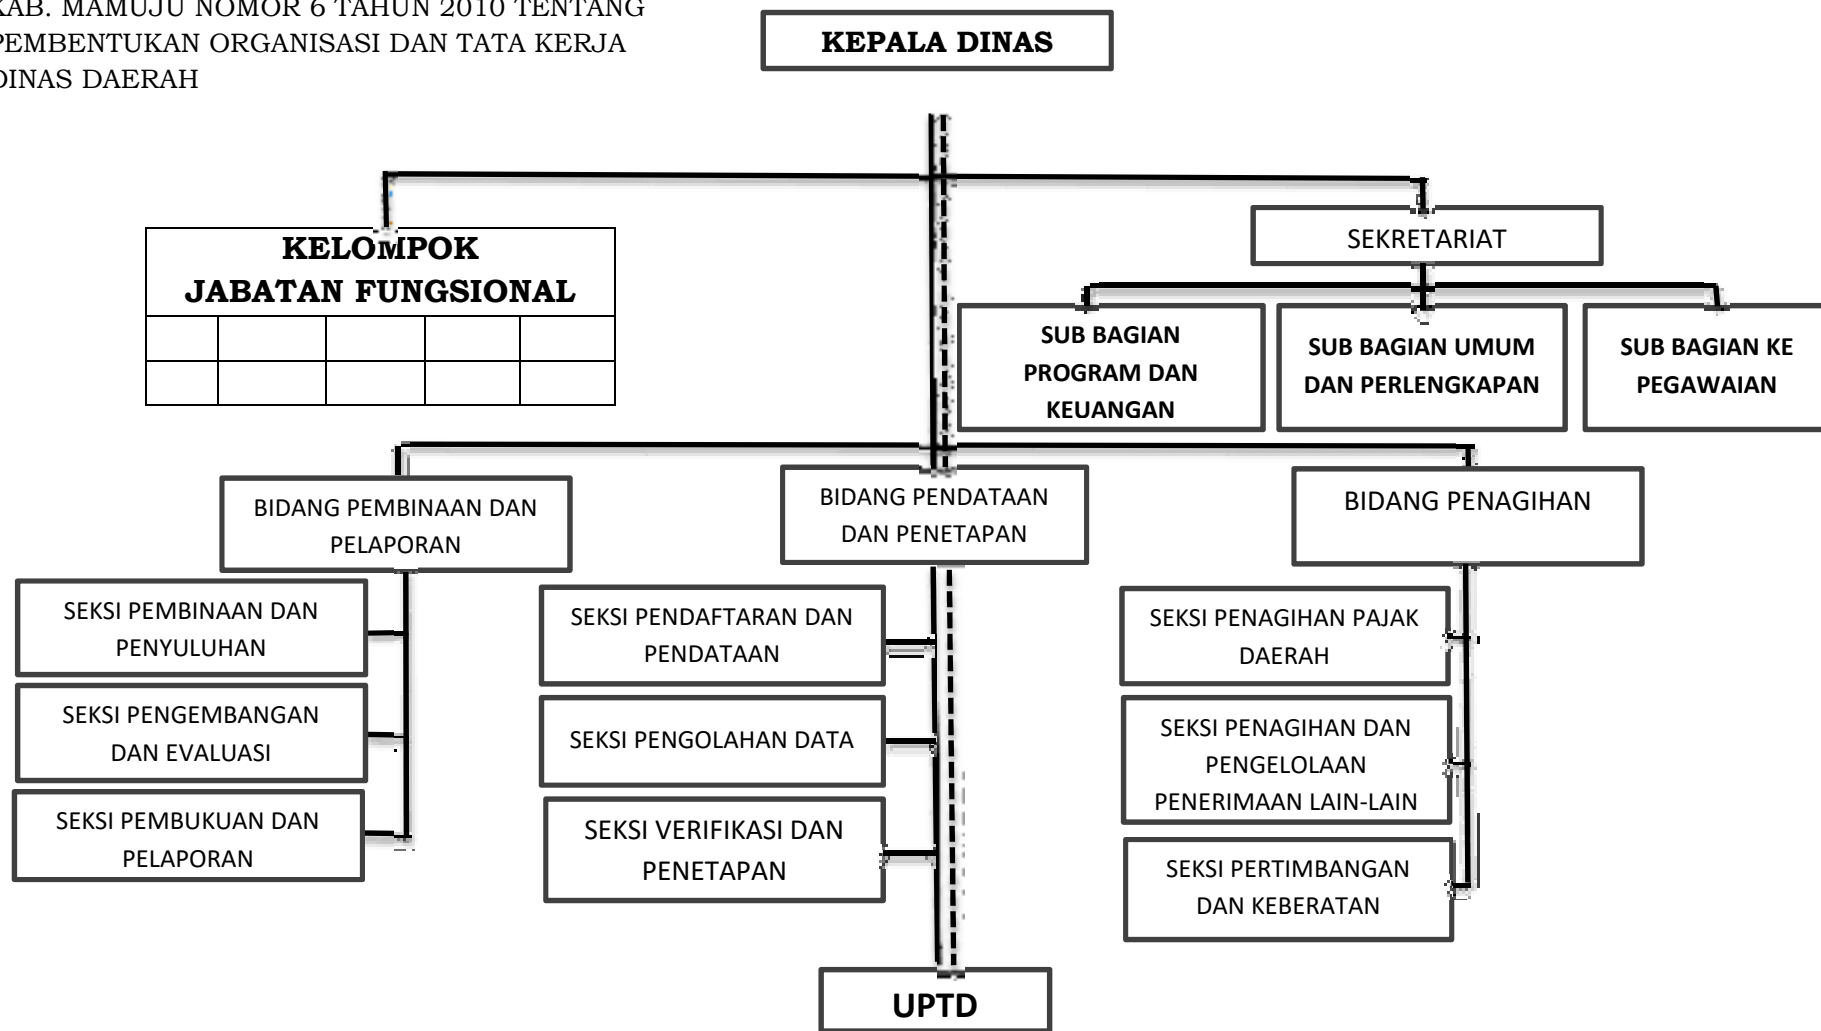 KAB. MAMUJU NOMOR 6 TAHUN 2010 TENTANG
PEMBENTUKAN ORGANISASI DAN TATA KERJA
DINAS DAERAH
KEPALA DINAS
KELOMPOK
JABATAN FUNGSIONAL
SEKRETARIAT
SUB BAGIAN
PROGRAM DAN
KEUANGAN
SUB BAGIAN UMUM
DAN PERLENGKAPAN
SUB BAGIAN KE
PEGAWAIAN
BIDANG PEMBINAAN DAN
PELAPORAN
BIDANG PENDATAAN
DAN PENETAPAN
BIDANG PENAGIHAN
SEKSI PEMBINAAN DAN
PENYULUHAN
SEKSI PENGEMBANGAN
DAN EVALUASI
SEKSI PEMBUKUAN DAN
PELAPORAN
SEKSI PENDAFTARAN DAN
PENDATAAN
SEKSI PENGOLAHAN DATA
SEKSI VERIFIKASI DAN
PENETAPAN
SEKSI PENAGIHAN PAJAK
DAERAH
SEKSI PENAGIHAN DAN
PENGELOLAAN
PENERIMAAN LAIN-LAIN
SEKSI PERTIMBANGAN
DAN KEBERATAN
UPTD